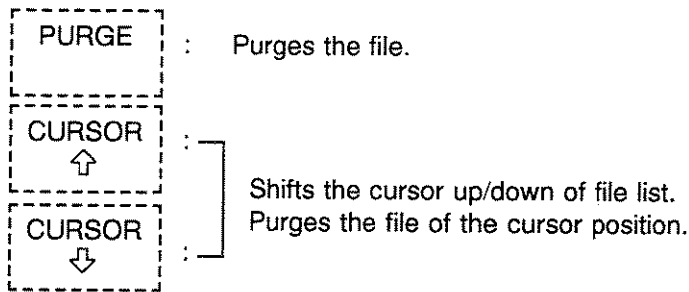 PURGE : Purges the file.
CURSOR :
⇧
Shifts the cursor up/down of file list.
Purges the file of the cursor position.
CURSOR
⇩ :